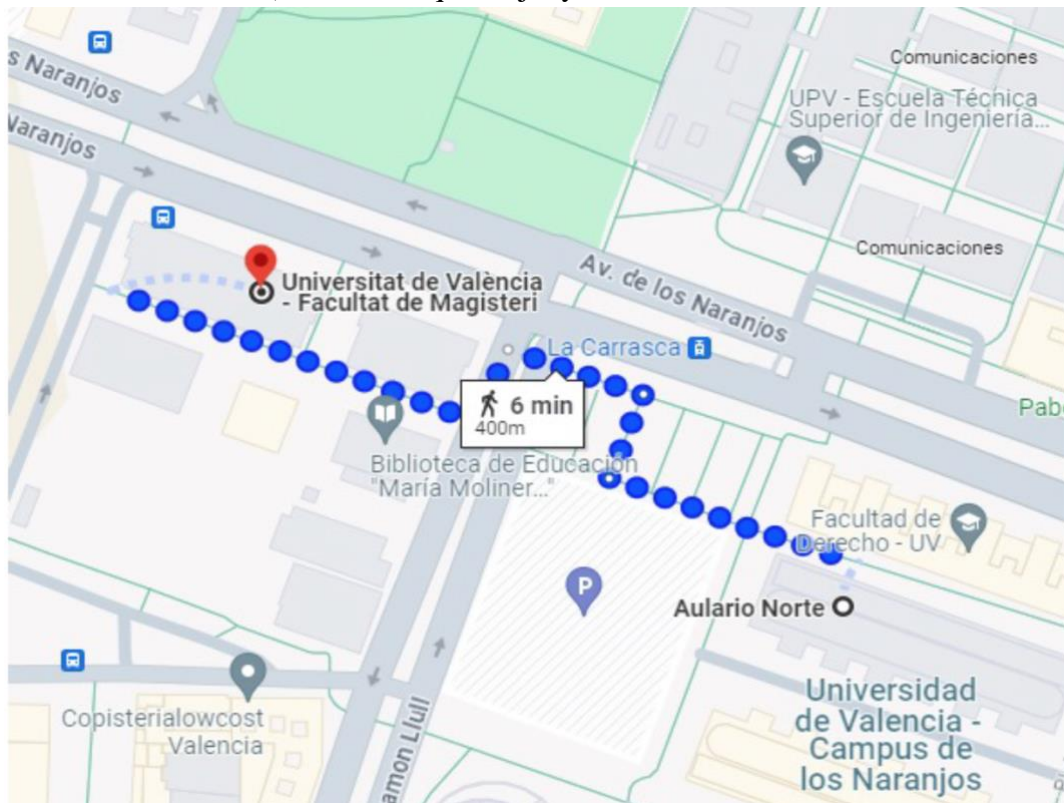 os Naranjos
Naranjos
Comunicaciones
UPV - Escuela Técnica
Superior de Ingeniería...
Comunicaciones
Universitat de València
- Facultat de Magisteri
Av. de los Naranjos
La Carrasca
6 min
400m
Biblioteca de Educación
"María Moliner..."
Facultad de
Derecho - UV
P
Aulario Norte
Universidad
de Valencia -
Campus de
los Naranjos
Copisterialowcost
Valencia
amon Llull
Pab